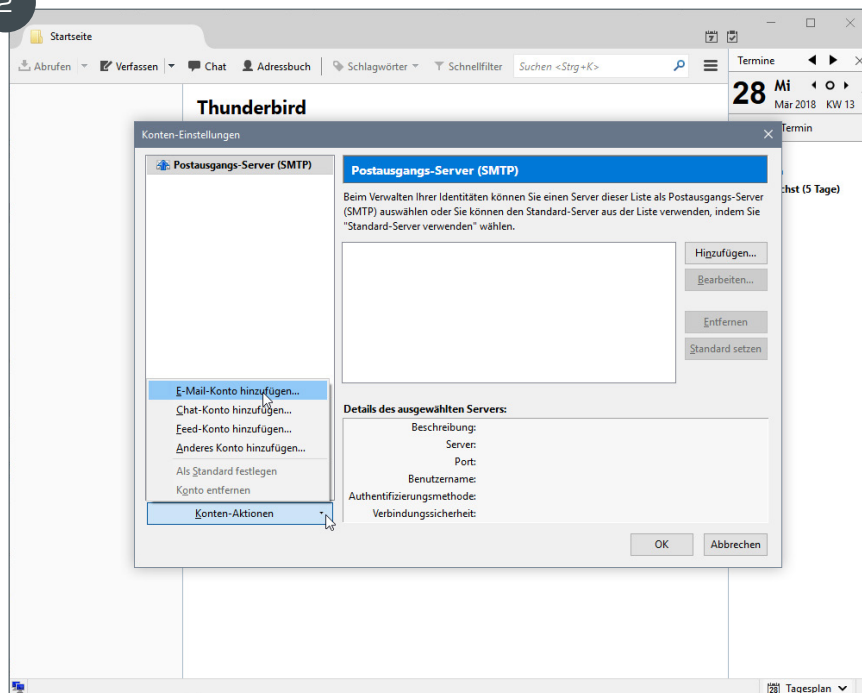 2
Startseite
Abrufen Verfassen Chat Adressbuch Schlagwörter Schnellfilter Suchen <Strg+K>
Termine
28 Mi
Mär 2018 KW 13
Termin
chst (5 Tage)
Thunderbird
Konten-Einstellungen
Postausgangs-Server (SMTP)
Postausgangs-Server (SMTP)
Beim Verwalten Ihrer Identitäten können Sie einen Server dieser Liste als Postausgangs-Server
(SMTP) auswählen oder Sie können den Standard-Server aus der Liste verwenden, indem Sie
"Standard-Server verwenden" wählen.
Hinzufügen...
Bearbeiten...
Entfernen
Standard setzen
E-Mail-Konto hinzufügen...
Chat-Konto hinzufügen...
Feed-Konto hinzufügen...
Anderes Konto hinzufügen...
Als Standard festlegen
Konto entfernen
Konten-Aktionen
Details des ausgewählten Servers:
Beschreibung:
Server:
Port:
Benutzername:
Authentifizierungsmethode:
Verbindungssicherheit:
OK Abbrechen
28 Tagesplan